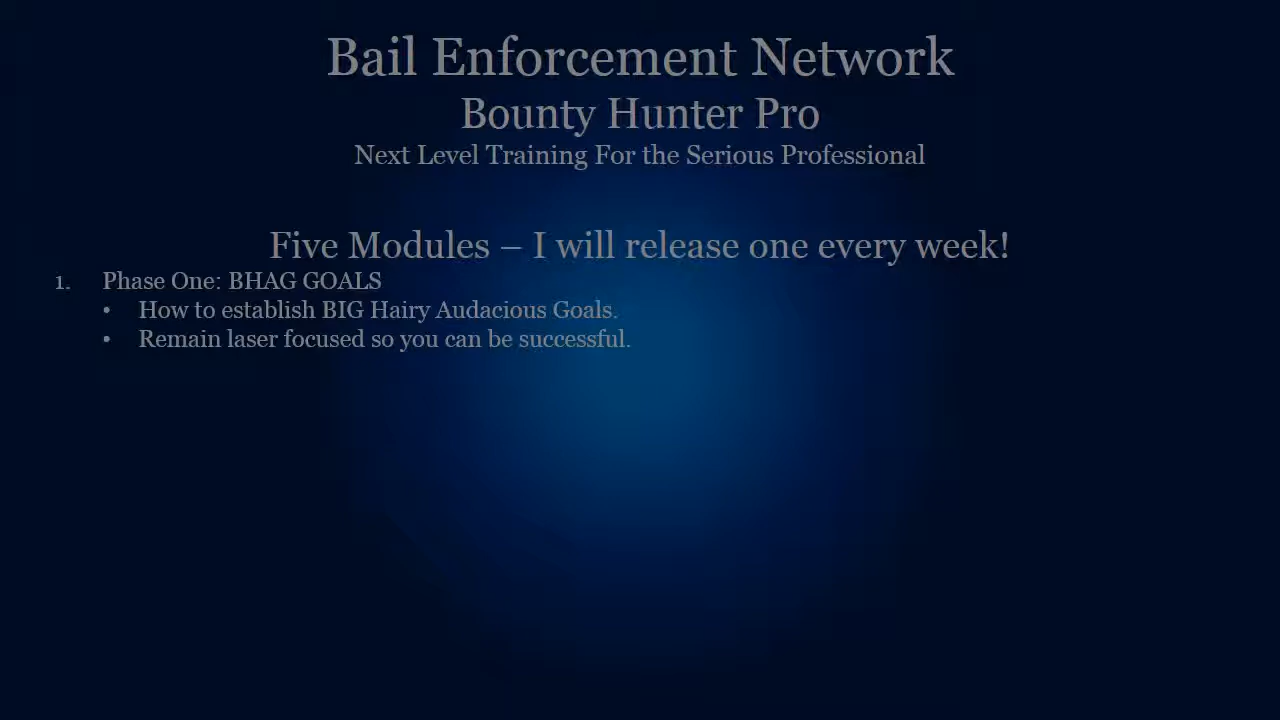 Bail Enforcement Network
Bounty Hunter Pro
Next Level Training For the Serious Professional
Five Modules – I will release one every week!
1. Phase One: BHAG GOALS
• How to establish BIG Hairy Audacious Goals.
• Remain laser focused so you can be successful.